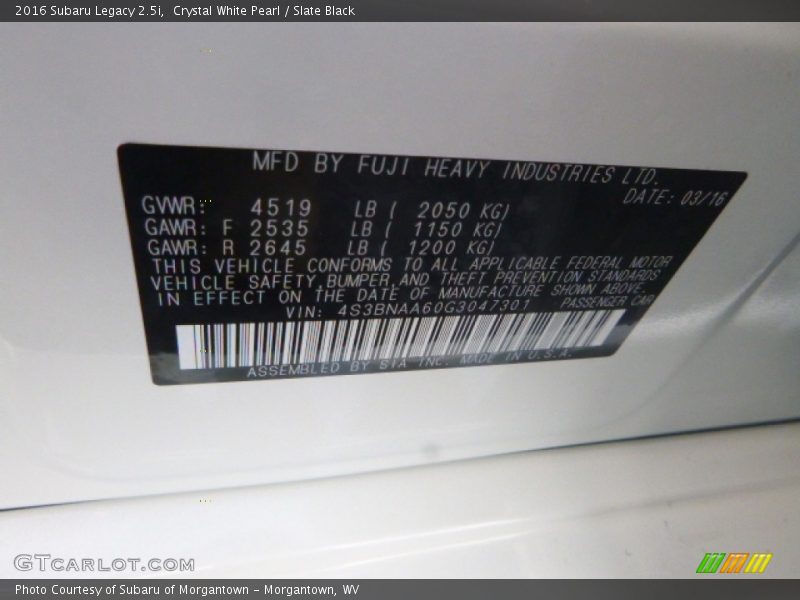 2016 Subaru Legacy 2.5i,  Crystal White Pearl / Slate Black
MFD BY FUJI HEAVY INDUSTRIES LTD.
DATE: 03/16
GVWR: 4519 LB ( 2050 KG)
GAWR: F 2535 LB ( 1150 KG)
GAWR: R 2645 LB ( 1200 KG)
THIS VEHICLE CONFORMS TO ALL APPLICABLE FEDERAL MOTOR
VEHICLE SAFETY,BUMPER,AND THEFT PREVENTION STANDARDS
IN EFFECT ON THE DATE OF MANUFACTURE SHOWN ABOVE.
VIN: 4S3BNAA60G3047301 PASSENGER CAR
ASSEMBLED BY SIA INC. MADE IN U.S.A.
GTCARLOT.COM
Photo Courtesy of Subaru of Morgantown – Morgantown, WV